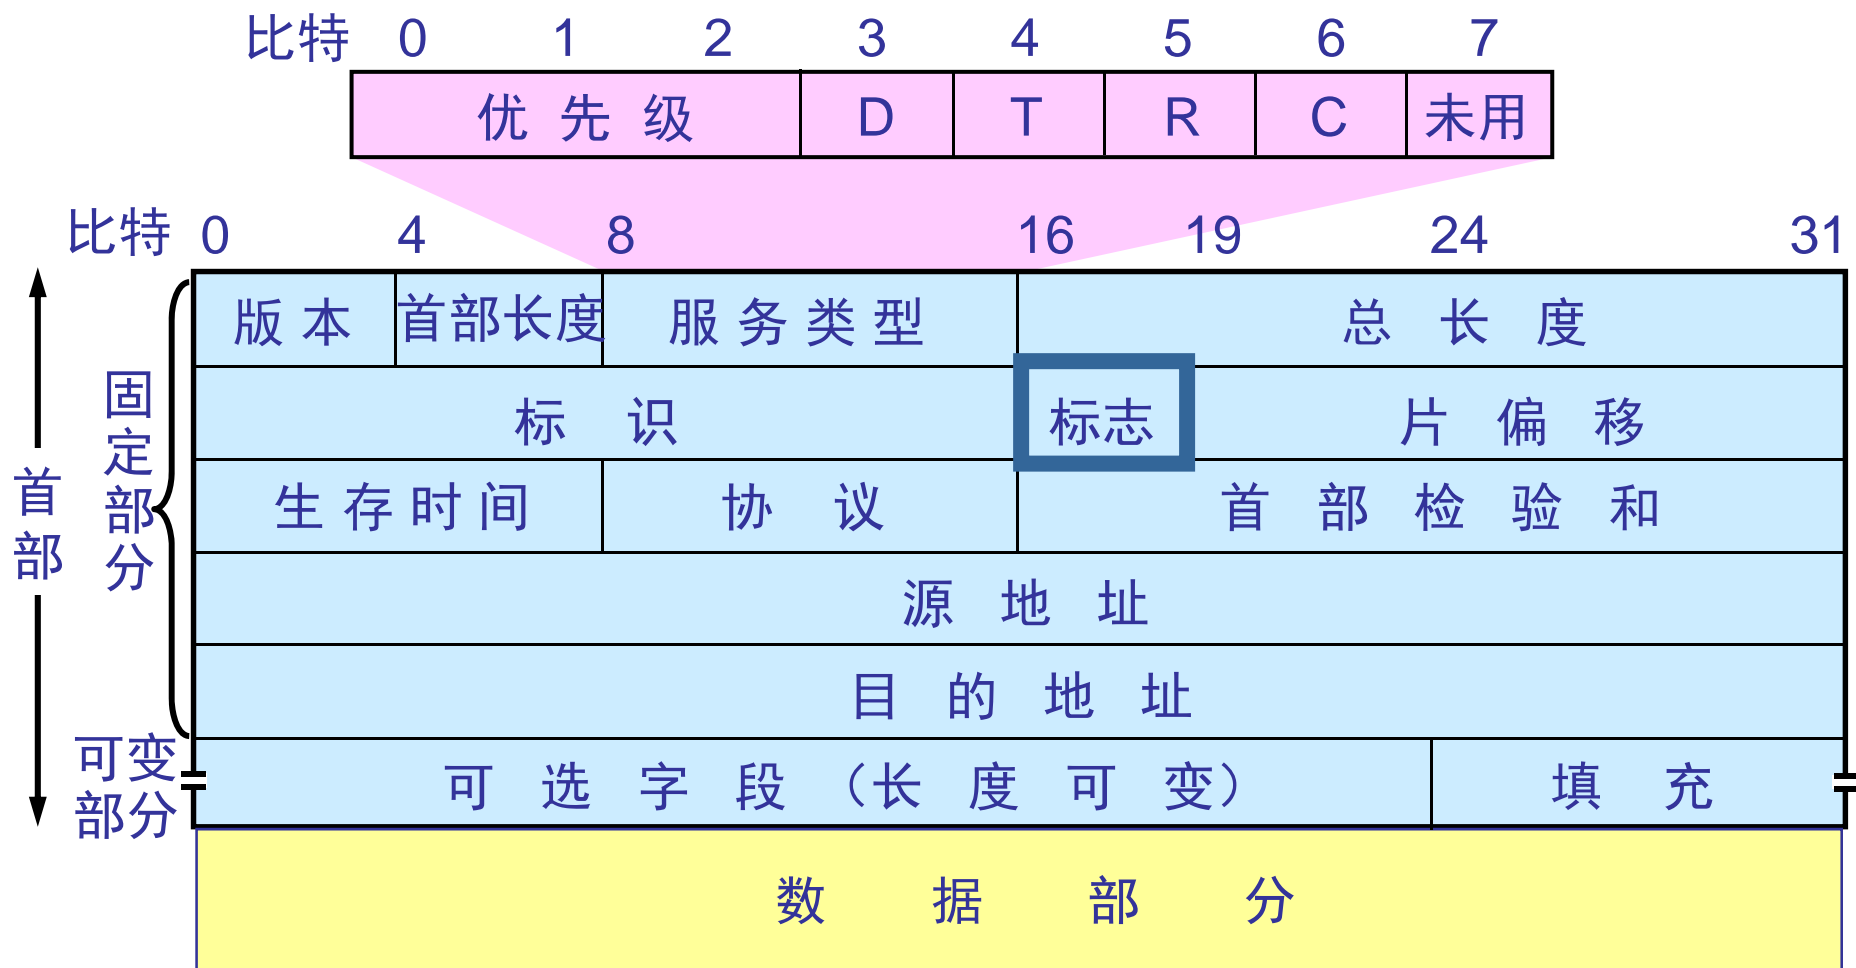 比特 0 1 2 3 4 5 6 7
优先级 D T R C 未用
比特 0 4 8 16 19 24 31
版本 首部长度 服务类型 总长度
标识 标志 片偏移
生存时间 协议 首部检验和
源地址
目的地址
可选字段（长度可变） 填充
数据部分
首部
固定部分
可变
部分